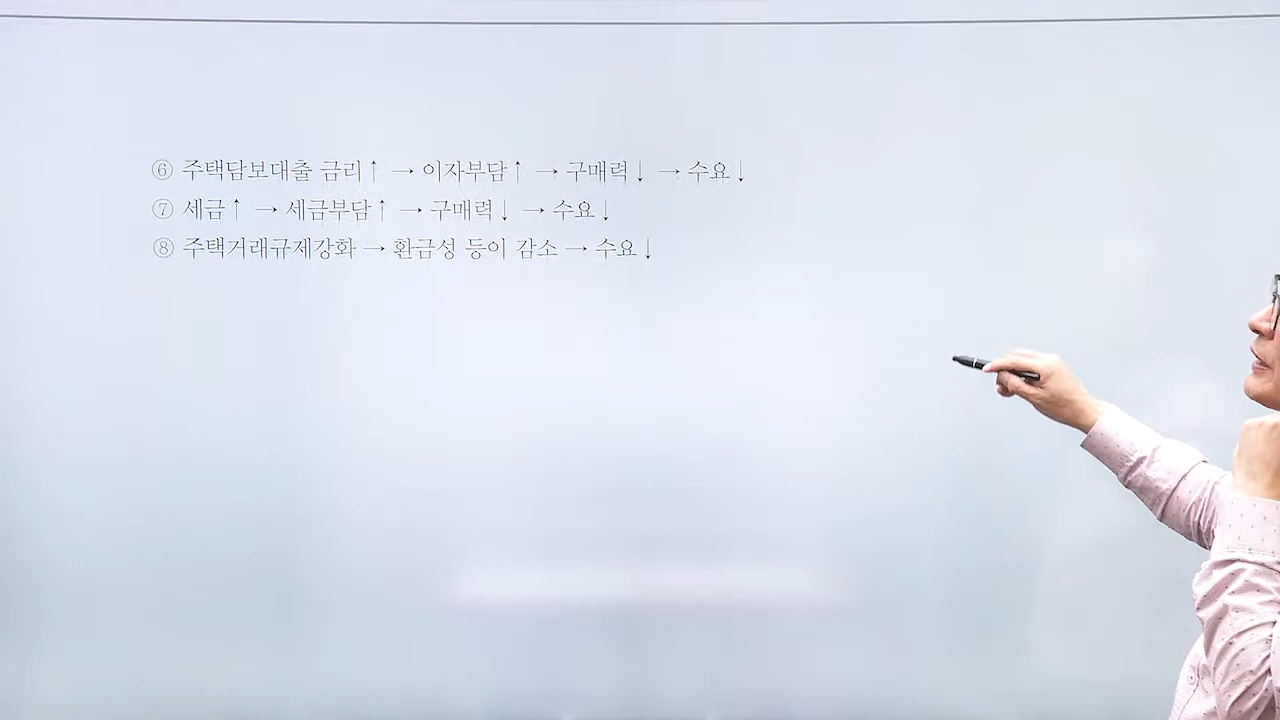 ⑥ 주택담보대출 금리↑ → 이자부담↑ → 구매력↓ → 수요↓
⑦ 세금↑ → 세금부담↑ → 구매력↓ → 수요↓
⑧ 주택거래규제강화 → 환금성 등이 감소 → 수요↓